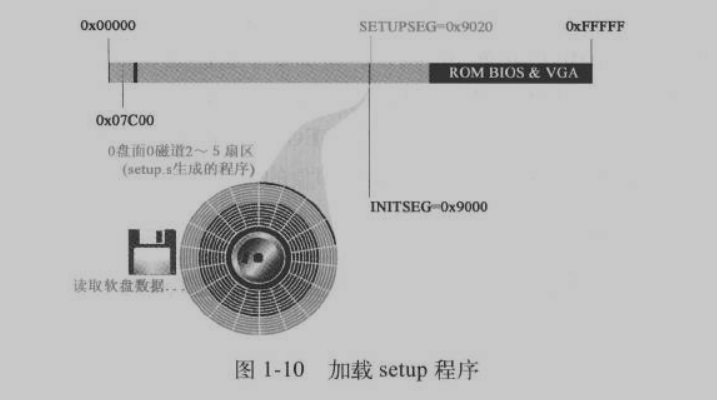 0x00000
SETUPSEG=0x9020
0xFFFFF
ROM BIOS & VGA
0x07C00
0盘面0磁道2～5扇区
(setup.s生成的程序)
INITSEG=0x9000
读取软盘数据...
图 1-10 加载 setup 程序